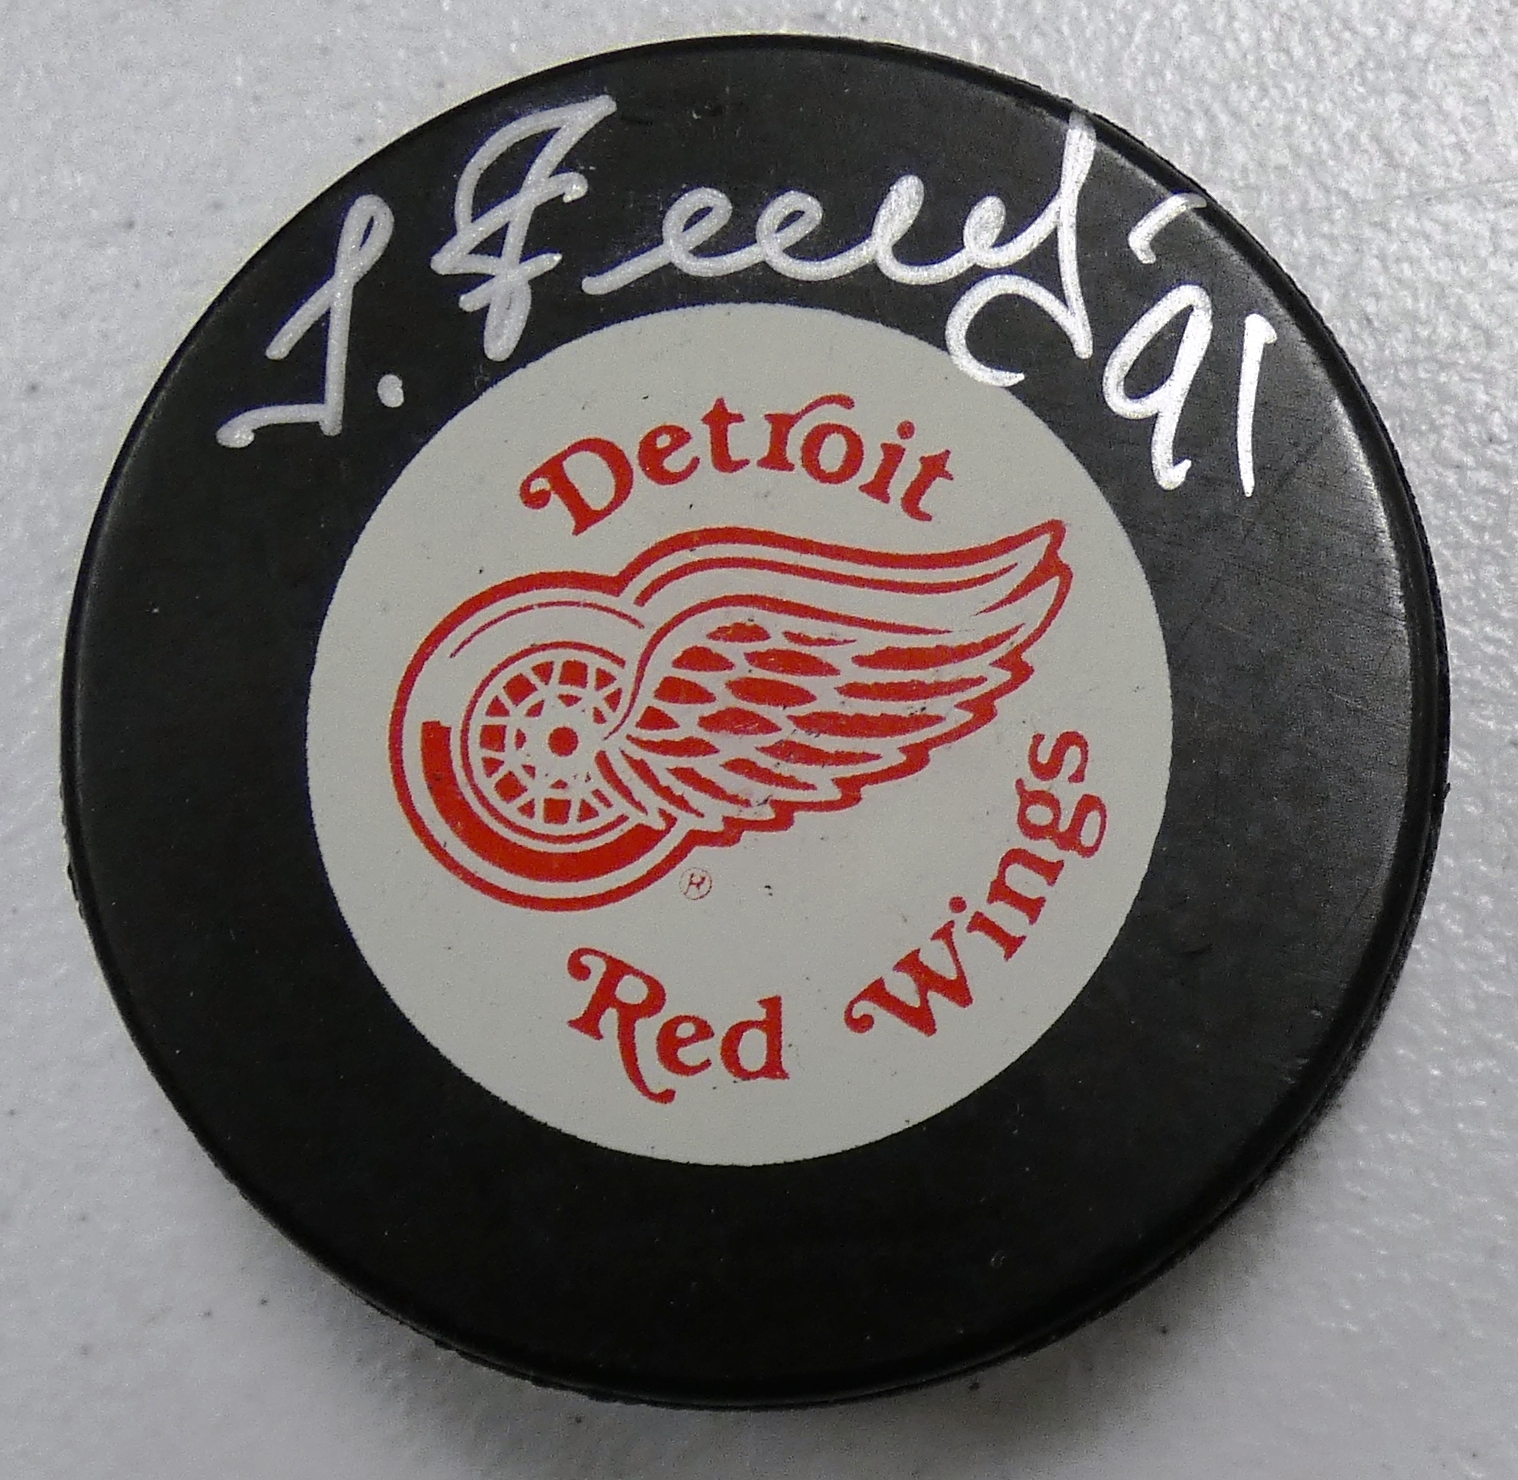 91
Detroit
Red Wings